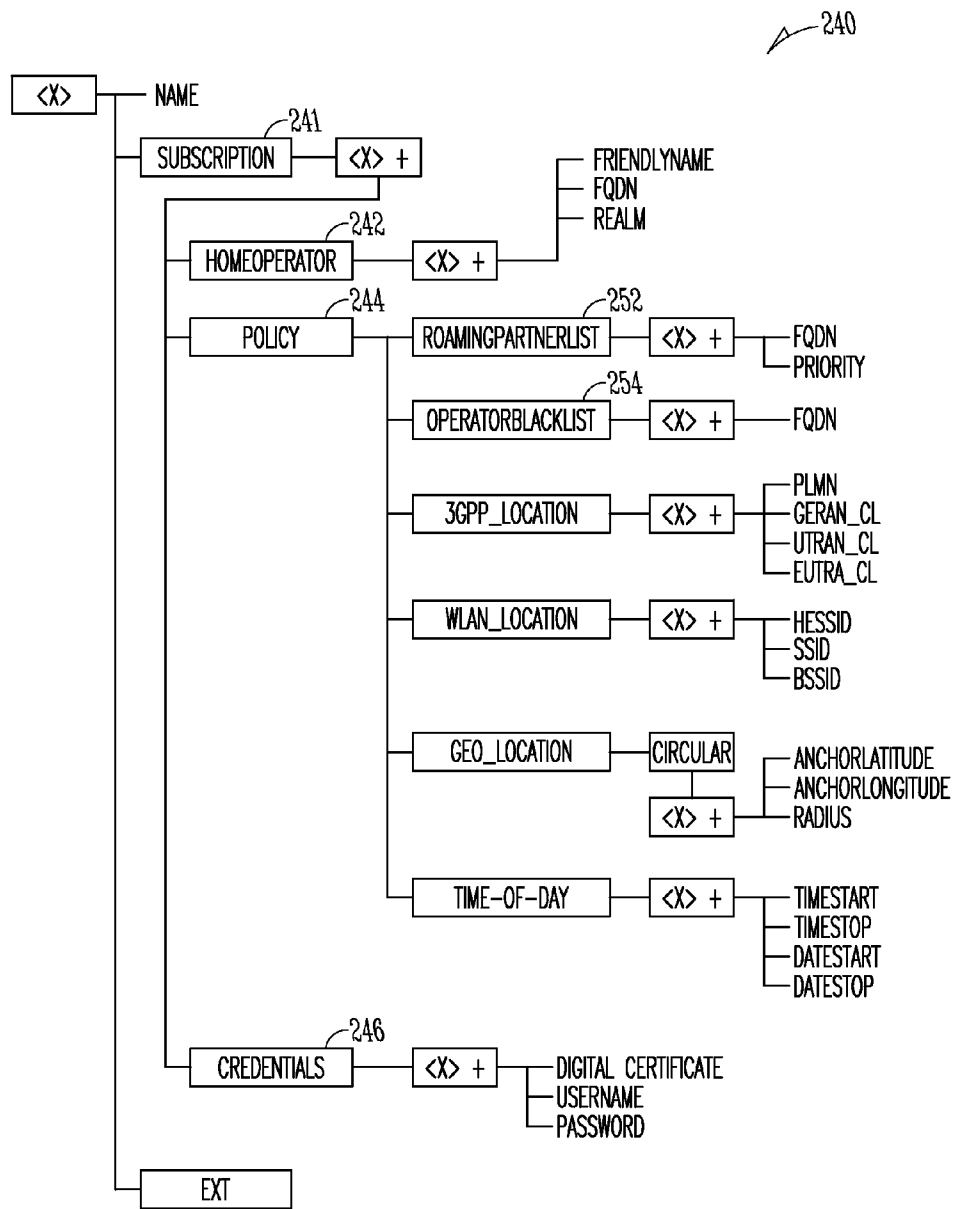 240
<X>
NAME
241
SUBSCRIPTION
<X> +
FRIENDLYNAME
FQDN
REALM
242
HOMEOPERATOR
<X> +
244
POLICY
252
ROAMINGPARTNERLIST
<X> +
FQDN
PRIORITY
254
OPERATORBLACKLIST
<X> +
FQDN
3GPP_LOCATION
<X> +
PLMN
GERAN_CL
UTRAN_CL
EUTRA_CL
WLAN_LOCATION
<X> +
HESSID
SSID
BSSID
GEO_LOCATION
CIRCULAR
<X> +
ANCHORLATITUDE
ANCHORLONGITUDE
RADIUS
TIME-OF-DAY
<X> +
TIMESTART
TIMESTOP
DATESTART
DATESTOP
246
CREDENTIALS
<X> +
DIGITAL CERTIFICATE
USERNAME
PASSWORD
EXT